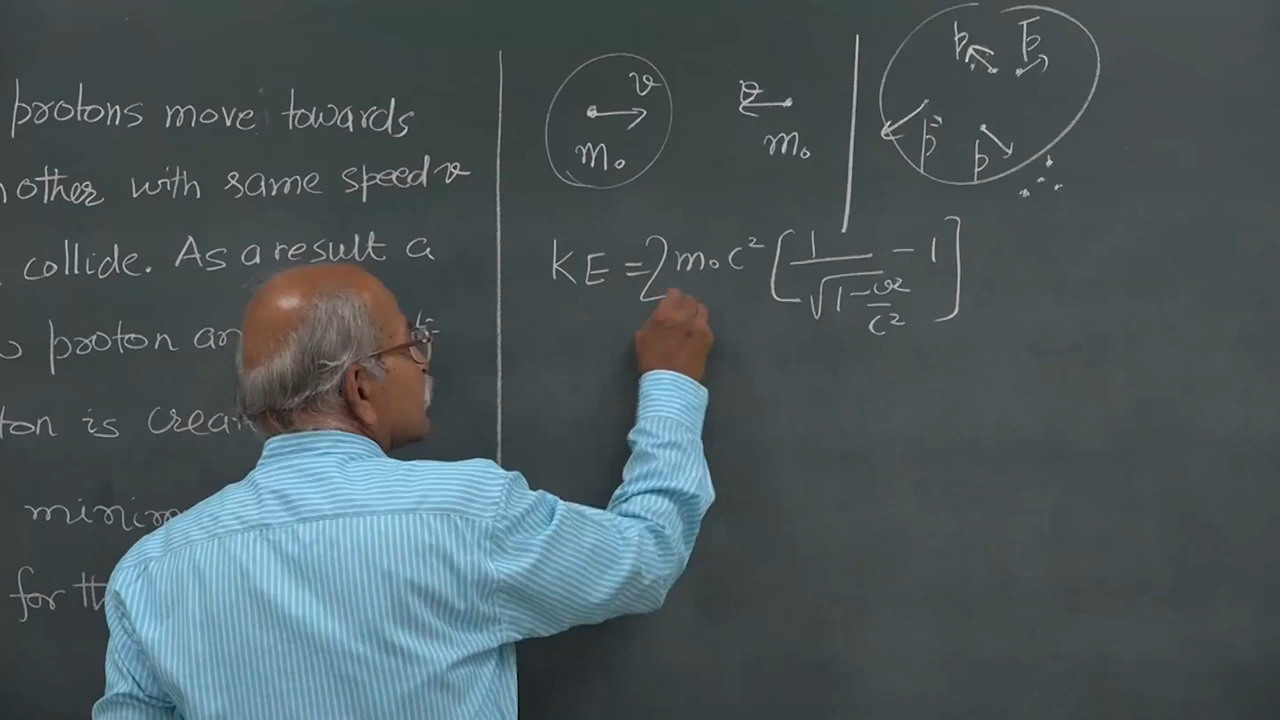 protons move towards
nother with same speed v
collide. As a result a
o proton an
ton is crea
minim
for th
v
m₀
v
m₀
p p̄
p p
KE = 2m₀c² [1/√(1-v²/c²) - 1]